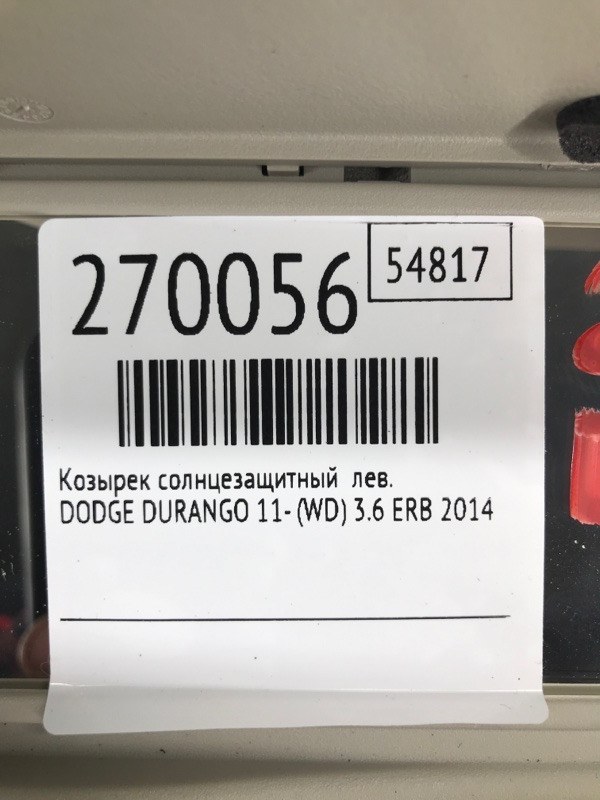 270056
54817
Козырек солнцезащитный лев.
DODGE DURANGO 11- (WD) 3.6 ERB 2014